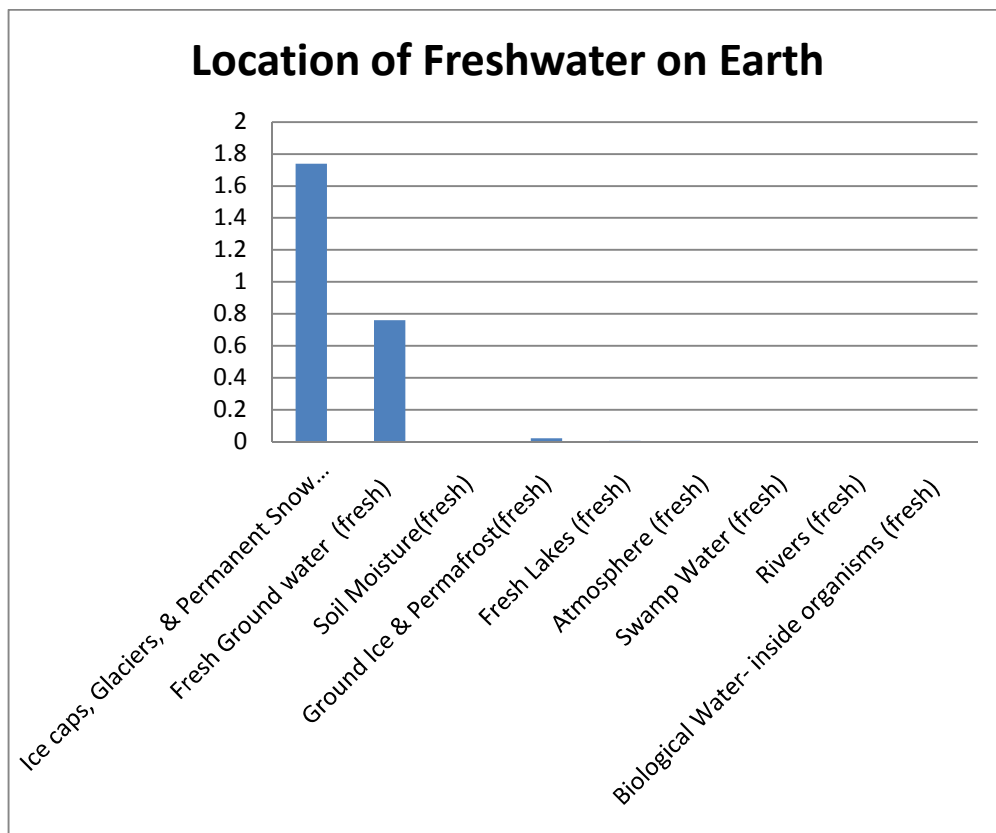 Location of Freshwater on Earth
2
1.8
1.6
1.4
1.2
1
0.8
0.6
0.4
0.2
0
Ice caps, Glaciers, & Permanent Snow...
Fresh Ground water  (fresh)
Soil Moisture(fresh)
Ground Ice & Permafrost(fresh)
Fresh Lakes (fresh)
Atmosphere (fresh)
Swamp Water (fresh)
Rivers (fresh)
Biological Water- inside organisms (fresh)